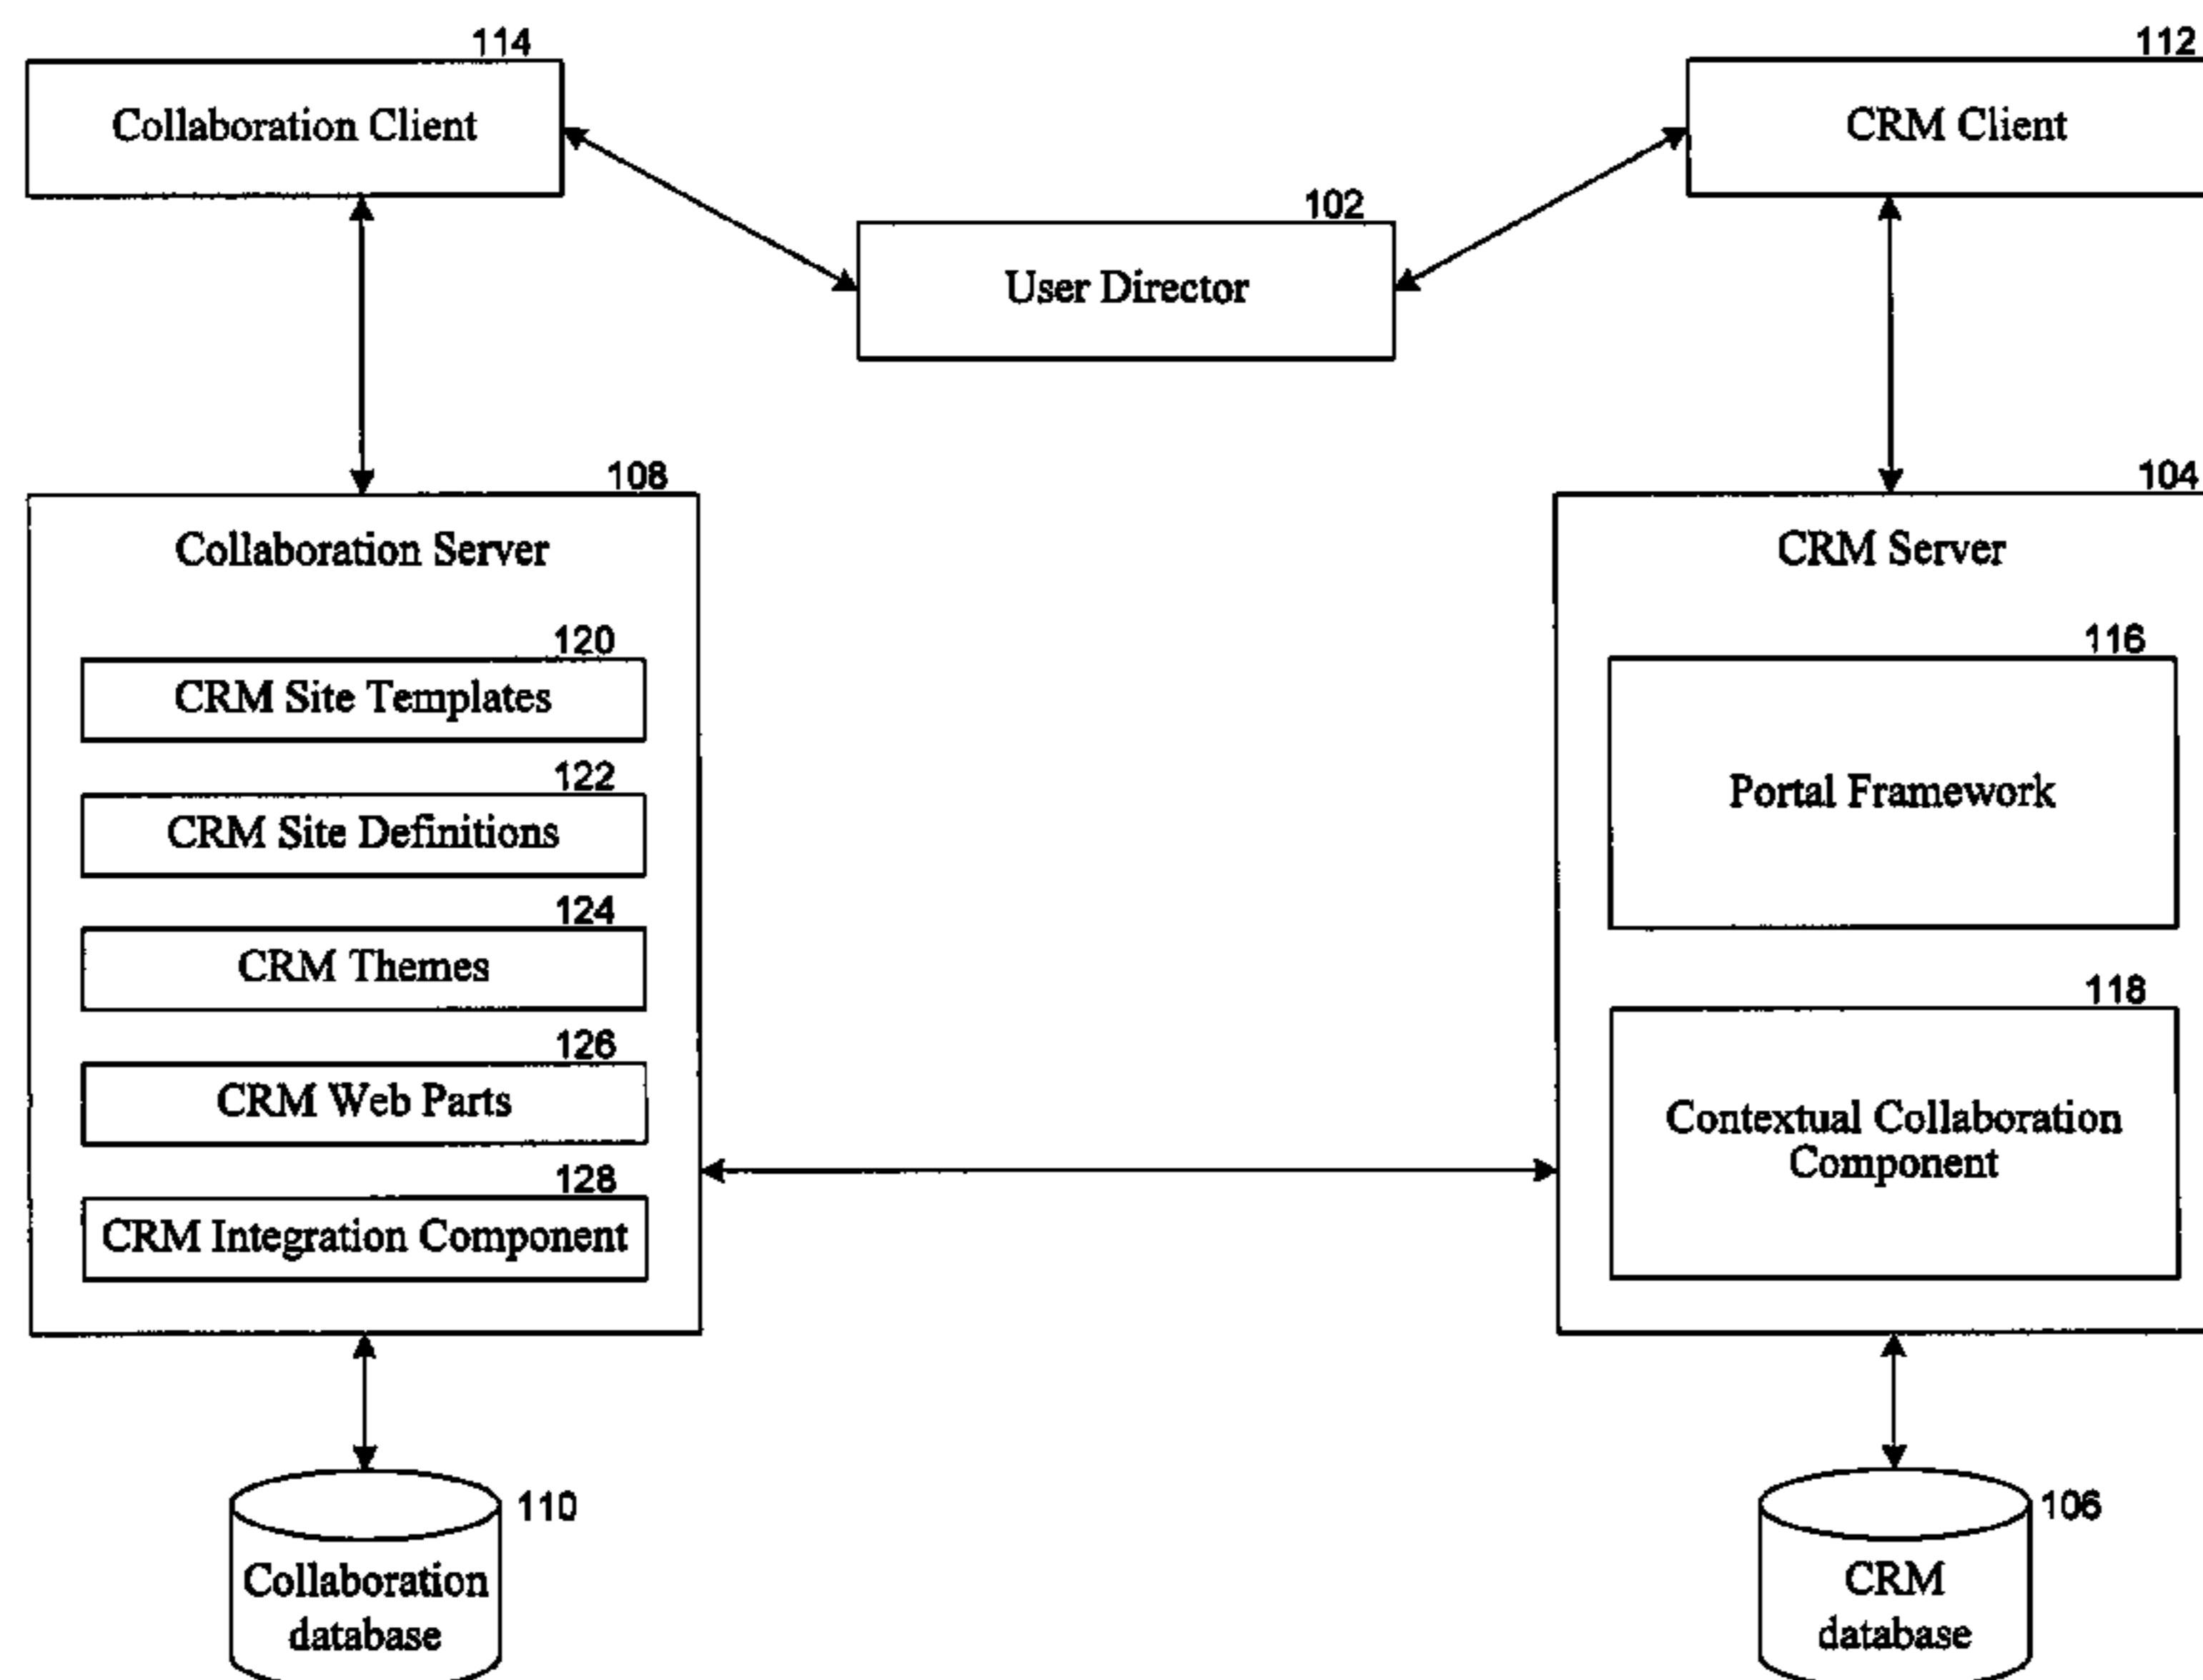 114
Collaboration Client
112
CRM Client
102
User Director
108
Collaboration Server
120
CRM Site Templates
122
CRM Site Definitions
124
CRM Themes
126
CRM Web Parts
128
CRM Integration Component
104
CRM Server
116
Portal Framework
118
Contextual Collaboration
Component
110
Collaboration
database
106
CRM
database